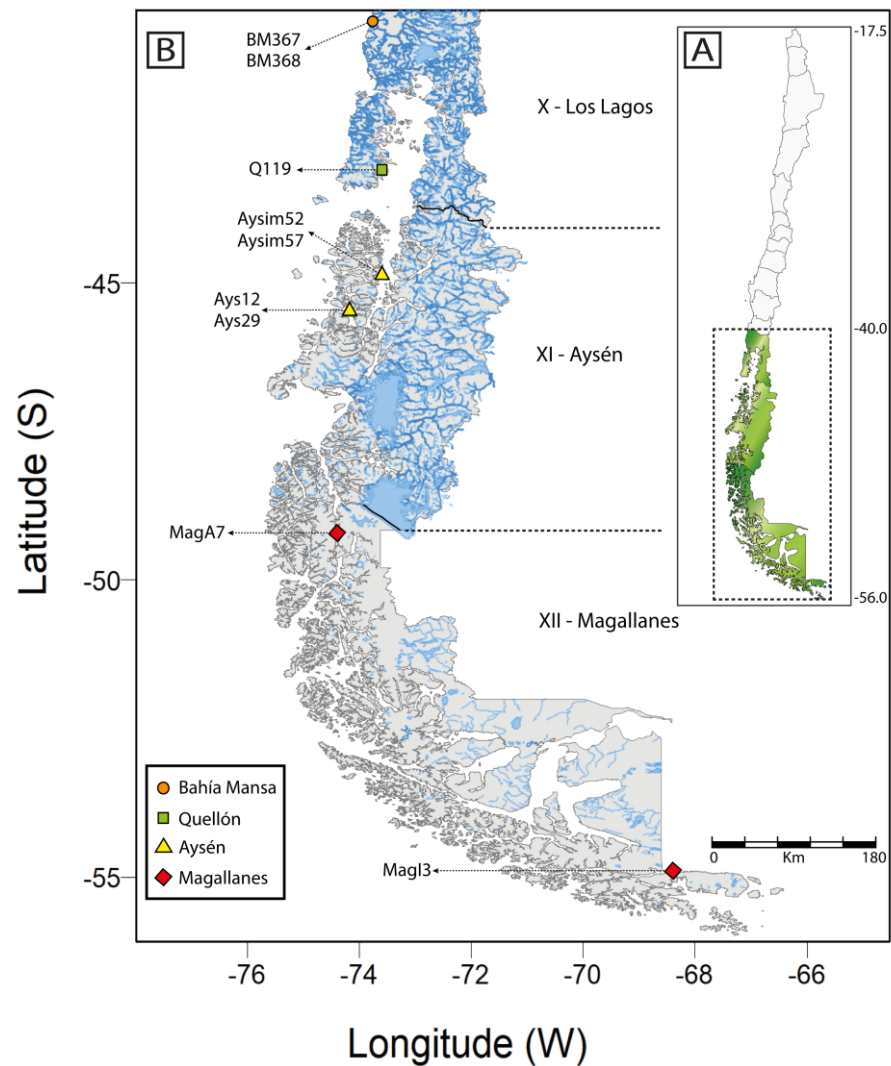 B
A
BM367
BM368
X - Los Lagos
Q119
Aysim52
Aysim57
Ays12
Ays29
XI - Aysén
MagA7
XII - Magallanes
MagI3
-17.5
-40.0
-56.0
Bahía Mansa
Quellón
Aysén
Magallanes
0 Km 180
-45
-50
-55
Latitude (S)
-76 -74 -72 -70 -68 -66
Longitude (W)